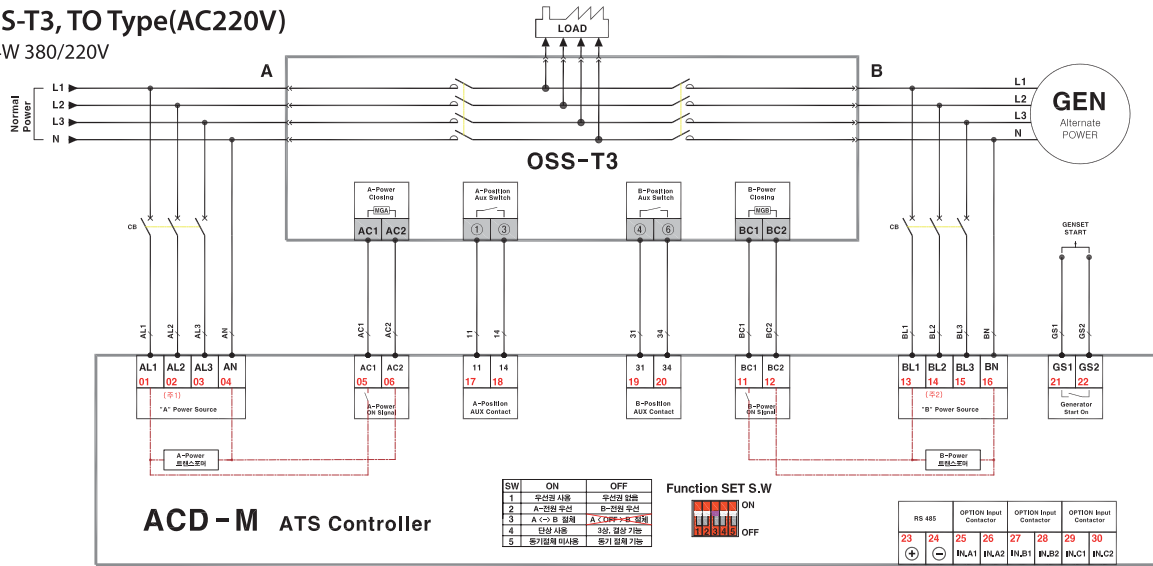 S-T3, TO Type(AC220V)
-W 380/220V
LOAD
A
B
Normal
Power
L1
L2
L3
N
L1
L2
L3
N
GEN
Alternate
POWER
OSS-T3
A-Power
Closing
MGA
AC1 AC2
A-Position
Aux Switch
① ③
B-Position
Aux Switch
④ ⑥
B-Power
Closing
MGB
BC1 BC2
CB
CB
GENSET
START
AL1 AL2 AL3 AN
AC1 AC2
11 14
31 34
BC1 BC2
BL1 BL2 BL3 BN
GS1 GS2
AL1 AL2 AL3 AN
01 02 03 04
(주1)
"A" Power Source
AC1 AC2
05 06
A-Power
ON Signal
11 14
17 18
A-Position
AUX Contact
31 34
19 20
B-Position
AUX Contact
BC1 BC2
11 12
B-Power
ON Signal
BL1 BL2 BL3 BN
13 14 15 16
(주2)
"B" Power Source
GS1 GS2
21 22
Generator
Start On
A-Power
트랜스포머
B-Power
트랜스포머
ACD-M ATS Controller
SW ON OFF
1 우선권 사용 우선권 없음
2 A-전원 우선 B-전원 우선
3 A <-> B 절체 A <OFF> B 절체
4 단상 사용 3상, 결상 가능
5 동기절체 미사용 동기 절체 가능
Function SET S.W
ON
1 2 3 4 5
OFF
RS 485 OPTION Input Contactor OPTION Input Contactor OPTION Input Contactor
23 24 25 26 27 28 29 30
+ − IN.A1 IN.A2 IN.B1 IN.B2 IN.C1 IN.C2